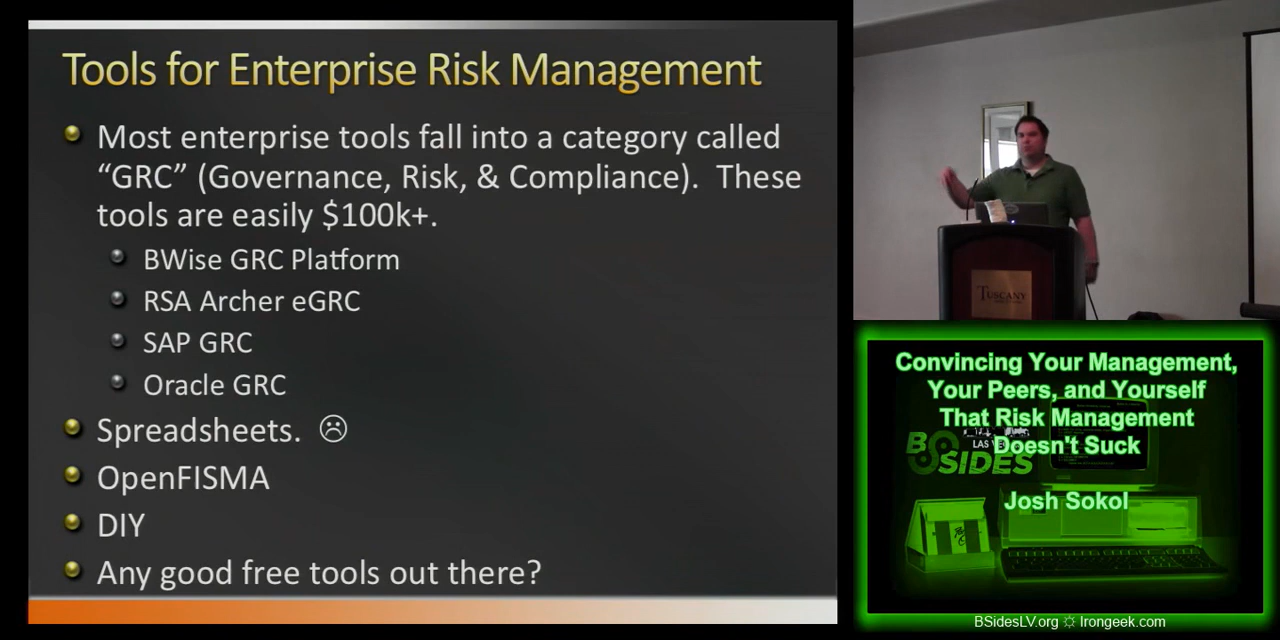 Tools for Enterprise Risk Management
Most enterprise tools fall into a category called
“GRC” (Governance, Risk, & Compliance). These
tools are easily $100k+.
BWise GRC Platform
RSA Archer eGRC
SAP GRC
Oracle GRC
Spreadsheets. ☹
OpenFISMA
DIY
Any good free tools out there?
TUSCANY
Convincing Your Management,
Your Peers, and Yourself
That Risk Management
Doesn't Suck
BSIDES
LAS
Josh Sokol
BSidesLV.org ☼ Irongeek.com